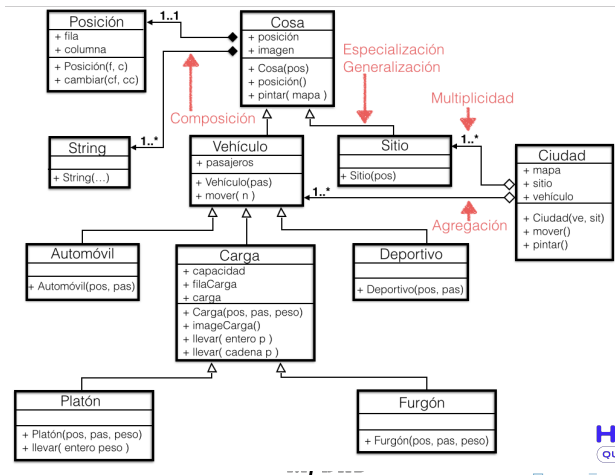 Posición
+ fila
+ columna
+ Posición(f, c)
+ cambiar(cf, cc)
1..1
Cosa
+ posición
+ imagen
+ Cosa(pos)
+ posición()
+ pintar( mapa )
Especialización
Generalización
Composición
Multiplicidad
1..*
String
+ String(...)
Vehículo
+ pasajeros
+ Vehículo(pas)
+ mover( n )
Sitio
+ Sitio(pos)
1..*
1..*
Ciudad
+ mapa
+ sitio
+ vehículo
+ Ciudad(ve, sit)
+ mover()
+ pintar()
Agregación
Automóvil
+ Automóvil(pos, pas)
Carga
+ capacidad
+ filaCarga
+ carga
+ Carga(pos, pas, peso)
+ imageCarga()
+ llevar( entero p )
+ llevar( cadena p )
Deportivo
+ Deportivo(pos, pas)
Platón
+ Platón(pos, pas, peso)
+ llevar( entero peso )
Furgón
+ Furgón(pos, pas, peso)